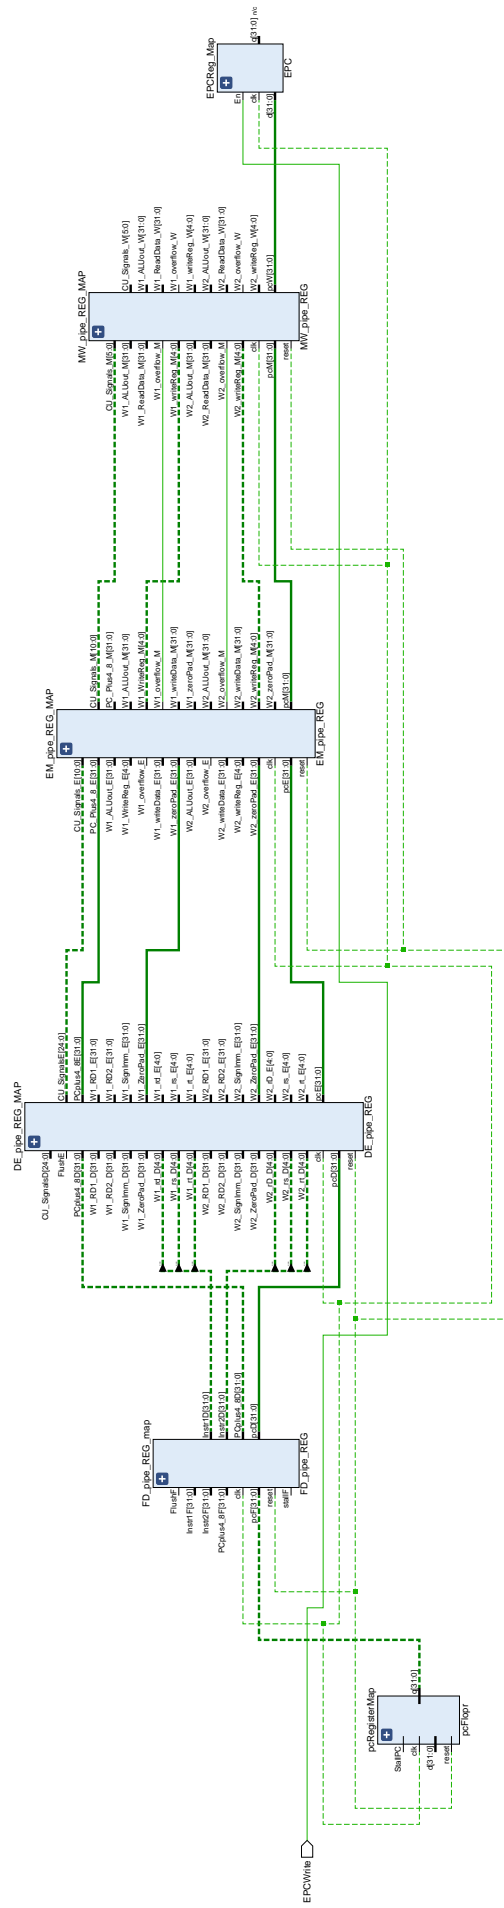 EPCWrite
pcRegisterMap
StallPC
clk
d[31:0]
reset
q[31:0]
pcFlopr
FD_pipe_REG_map
FlushF
Instr1F[31:0]
Instr2F[31:0]
PCplus4_8F[31:0]
clk
pcF[31:0]
reset
stallF
Instr1D[31:0]
Instr2D[31:0]
PCplus4_8D[31:0]
pcD[31:0]
FD_pipe_REG
DE_pipe_REG_MAP
CU_SignalsD[24:0]
FlushE
PCplus4_8D[31:0]
W1_RD1_D[31:0]
W1_RD2_D[31:0]
W1_SignImm_D[31:0]
W1_ZeroPad_D[31:0]
W1_rd_D[4:0]
W1_rs_D[4:0]
W1_rt_D[4:0]
W2_RD1_D[31:0]
W2_RD2_D[31:0]
W2_SignImm_D[31:0]
W2_ZeroPad_D[31:0]
W2_rD_D[4:0]
W2_rs_D[4:0]
W2_rt_D[4:0]
clk
pcD[31:0]
reset
CU_SignalsE[24:0]
PCplus4_8E[31:0]
W1_RD1_E[31:0]
W1_RD2_E[31:0]
W1_SignImm_E[31:0]
W1_ZeroPad_E[31:0]
W1_rd_E[4:0]
W1_rs_E[4:0]
W1_rt_E[4:0]
W2_RD1_E[31:0]
W2_RD2_E[31:0]
W2_SignImm_E[31:0]
W2_ZeroPad_E[31:0]
W2_rD_E[4:0]
W2_rs_E[4:0]
W2_rt_E[4:0]
pcE[31:0]
DE_pipe_REG
EM_pipe_REG_MAP
CU_Signals_E[10:0]
PC_Plus4_8_E[31:0]
W1_ALUout_E[31:0]
W1_WriteReg_E[4:0]
W1_overflow_E
W1_writeData_E[31:0]
W1_zeroPad_E[31:0]
W2_ALUout_E[31:0]
W2_overflow_E
W2_writeData_E[31:0]
W2_writeReg_E[4:0]
W2_zeroPad_E[31:0]
clk
pcE[31:0]
reset
CU_Signals_M[10:0]
PC_Plus4_8_M[31:0]
W1_ALUout_M[31:0]
W1_WriteReg_M[4:0]
W1_overflow_M
W1_writeData_M[31:0]
W1_zeroPad_M[31:0]
W2_ALUout_M[31:0]
W2_overflow_M
W2_writeData_M[31:0]
W2_writeReg_M[4:0]
W2_zeroPad_M[31:0]
pcM[31:0]
EM_pipe_REG
MW_pipe_REG_MAP
CU_Signals_M[5:0]
W1_ALUout_M[31:0]
W1_ReadData_M[31:0]
W1_overflow_M
W1_writeReg_M[4:0]
W2_ALUout_M[31:0]
W2_ReadData_M[31:0]
W2_overflow_M
W2_writeReg_M[4:0]
clk
pcM[31:0]
reset
CU_Signals_W[5:0]
W1_ALUout_W[31:0]
W1_ReadData_W[31:0]
W1_overflow_W
W1_writeReg_W[4:0]
W2_ALUout_W[31:0]
W2_ReadData_W[31:0]
W2_overflow_W
W2_writeReg_W[4:0]
pcW[31:0]
MW_pipe_REG
EPCReg_Map
En
clk
d[31:0]
q[31:0] n/c
EPC